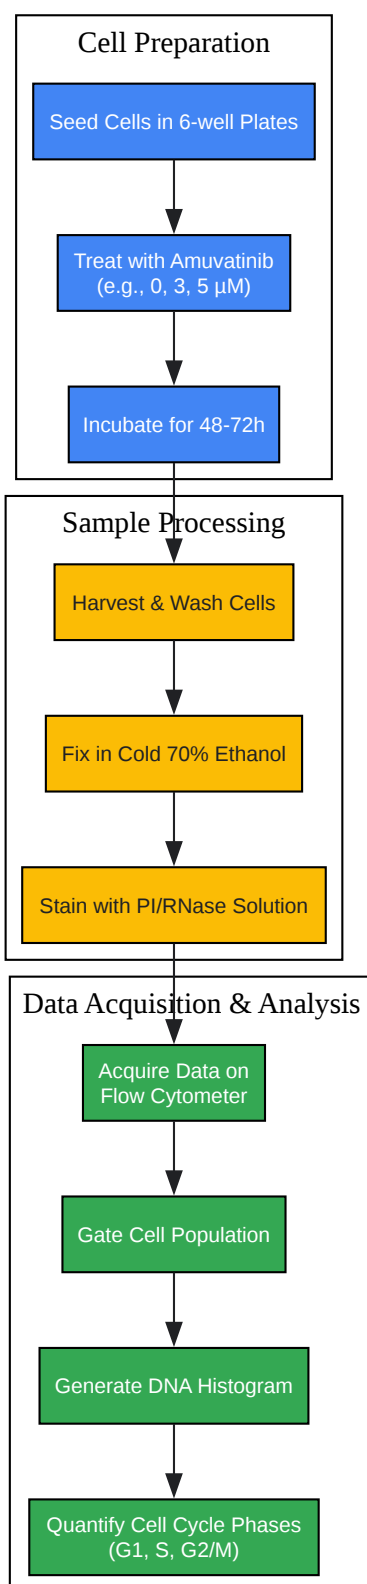 Cell Preparation
Seed Cells in 6-well Plates
Treat with Amuvatinib
(e.g., 0, 3, 5 µM)
Incubate for 48-72h
Sample Processing
Harvest & Wash Cells
Fix in Cold 70% Ethanol
Stain with PI/RNase Solution
Data Acquisition & Analysis
Acquire Data on
Flow Cytometer
Gate Cell Population
Generate DNA Histogram
Quantify Cell Cycle Phases
(G1, S, G2/M)